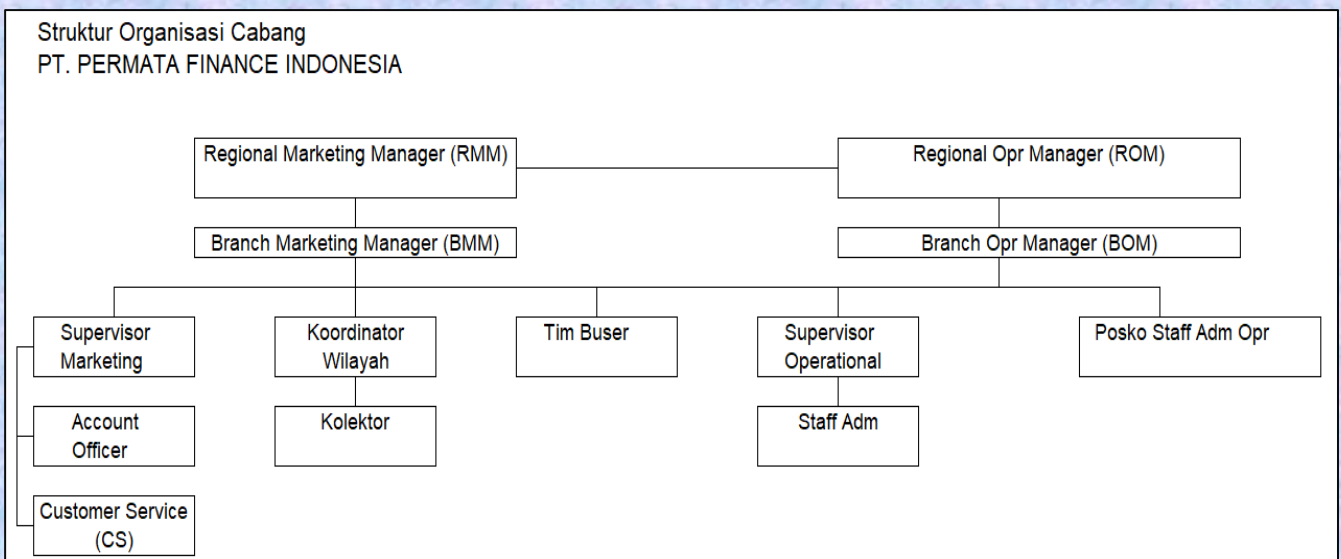 Struktur Organisasi Cabang
PT. PERMATA FINANCE INDONESIA
Regional Marketing Manager (RMM)
Regional Opr Manager (ROM)
Branch Marketing Manager (BMM)
Branch Opr Manager (BOM)
Supervisor
Marketing
Koordinator
Wilayah
Tim Buser
Supervisor
Operational
Posko Staff Adm Opr
Account
Officer
Kolektor
Staff Adm
Customer Service
(CS)